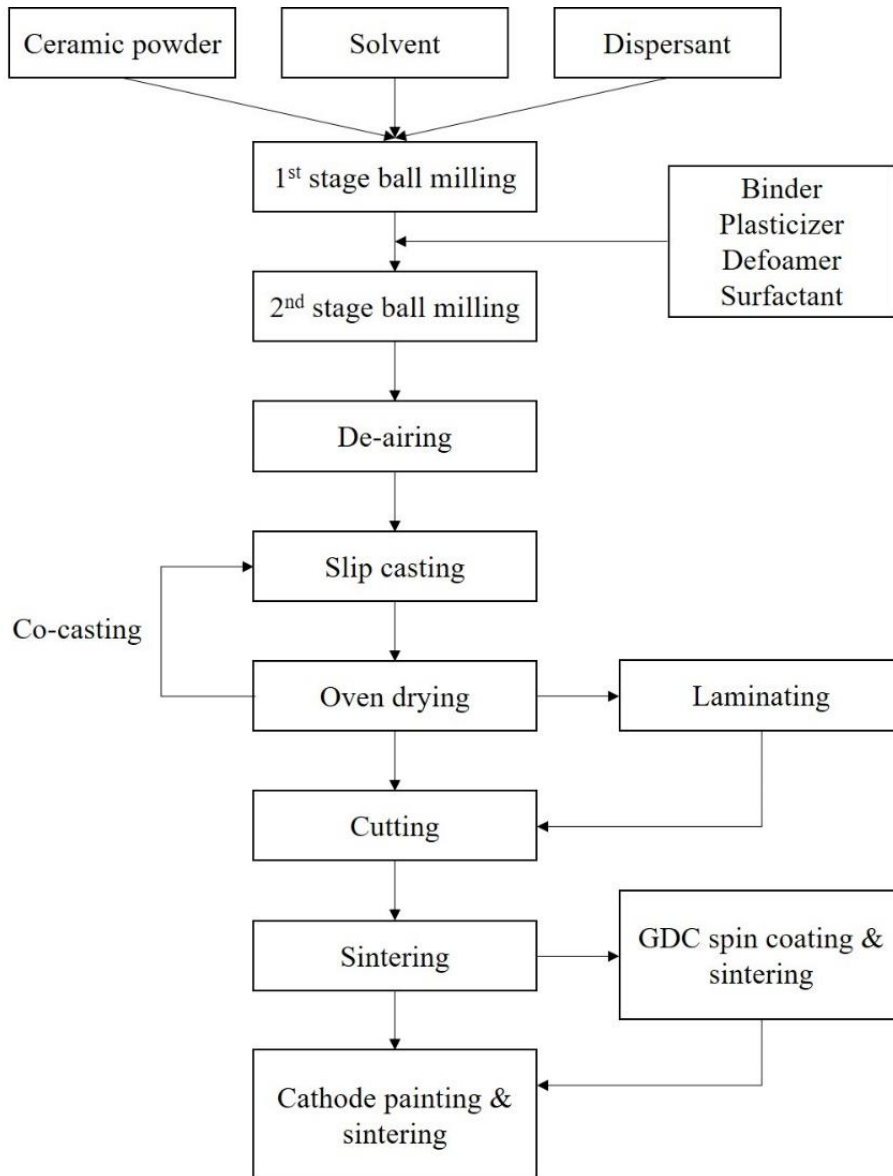 Ceramic powder
Solvent
Dispersant
1st stage ball milling
Binder
Plasticizer
Defoamer
Surfactant
2nd stage ball milling
De-airing
Slip casting
Co-casting
Oven drying
Laminating
Cutting
GDC spin coating &
sintering
Sintering
Cathode painting &
sintering